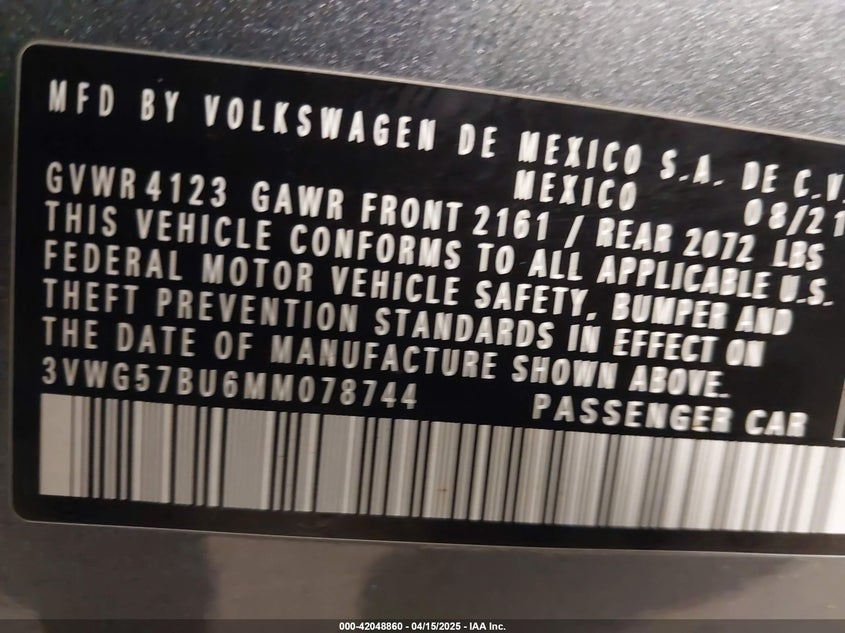 MFD BY VOLKSWAGEN DE MEXICO S.A. DE C.V.
MEXICO 08/21
GVWR 4123 GAWR FRONT 2161 / REAR 2072 LBS
THIS VEHICLE CONFORMS TO ALL APPLICABLE U.S.
FEDERAL MOTOR VEHICLE SAFETY, BUMPER AND
THEFT PREVENTION STANDARDS IN EFFECT ON
THE DATE OF MANUFACTURE SHOWN ABOVE.
3VWG57BU6MM078744 PASSENGER CAR
000-42048860 | 04/15/2025 - IAA Inc.